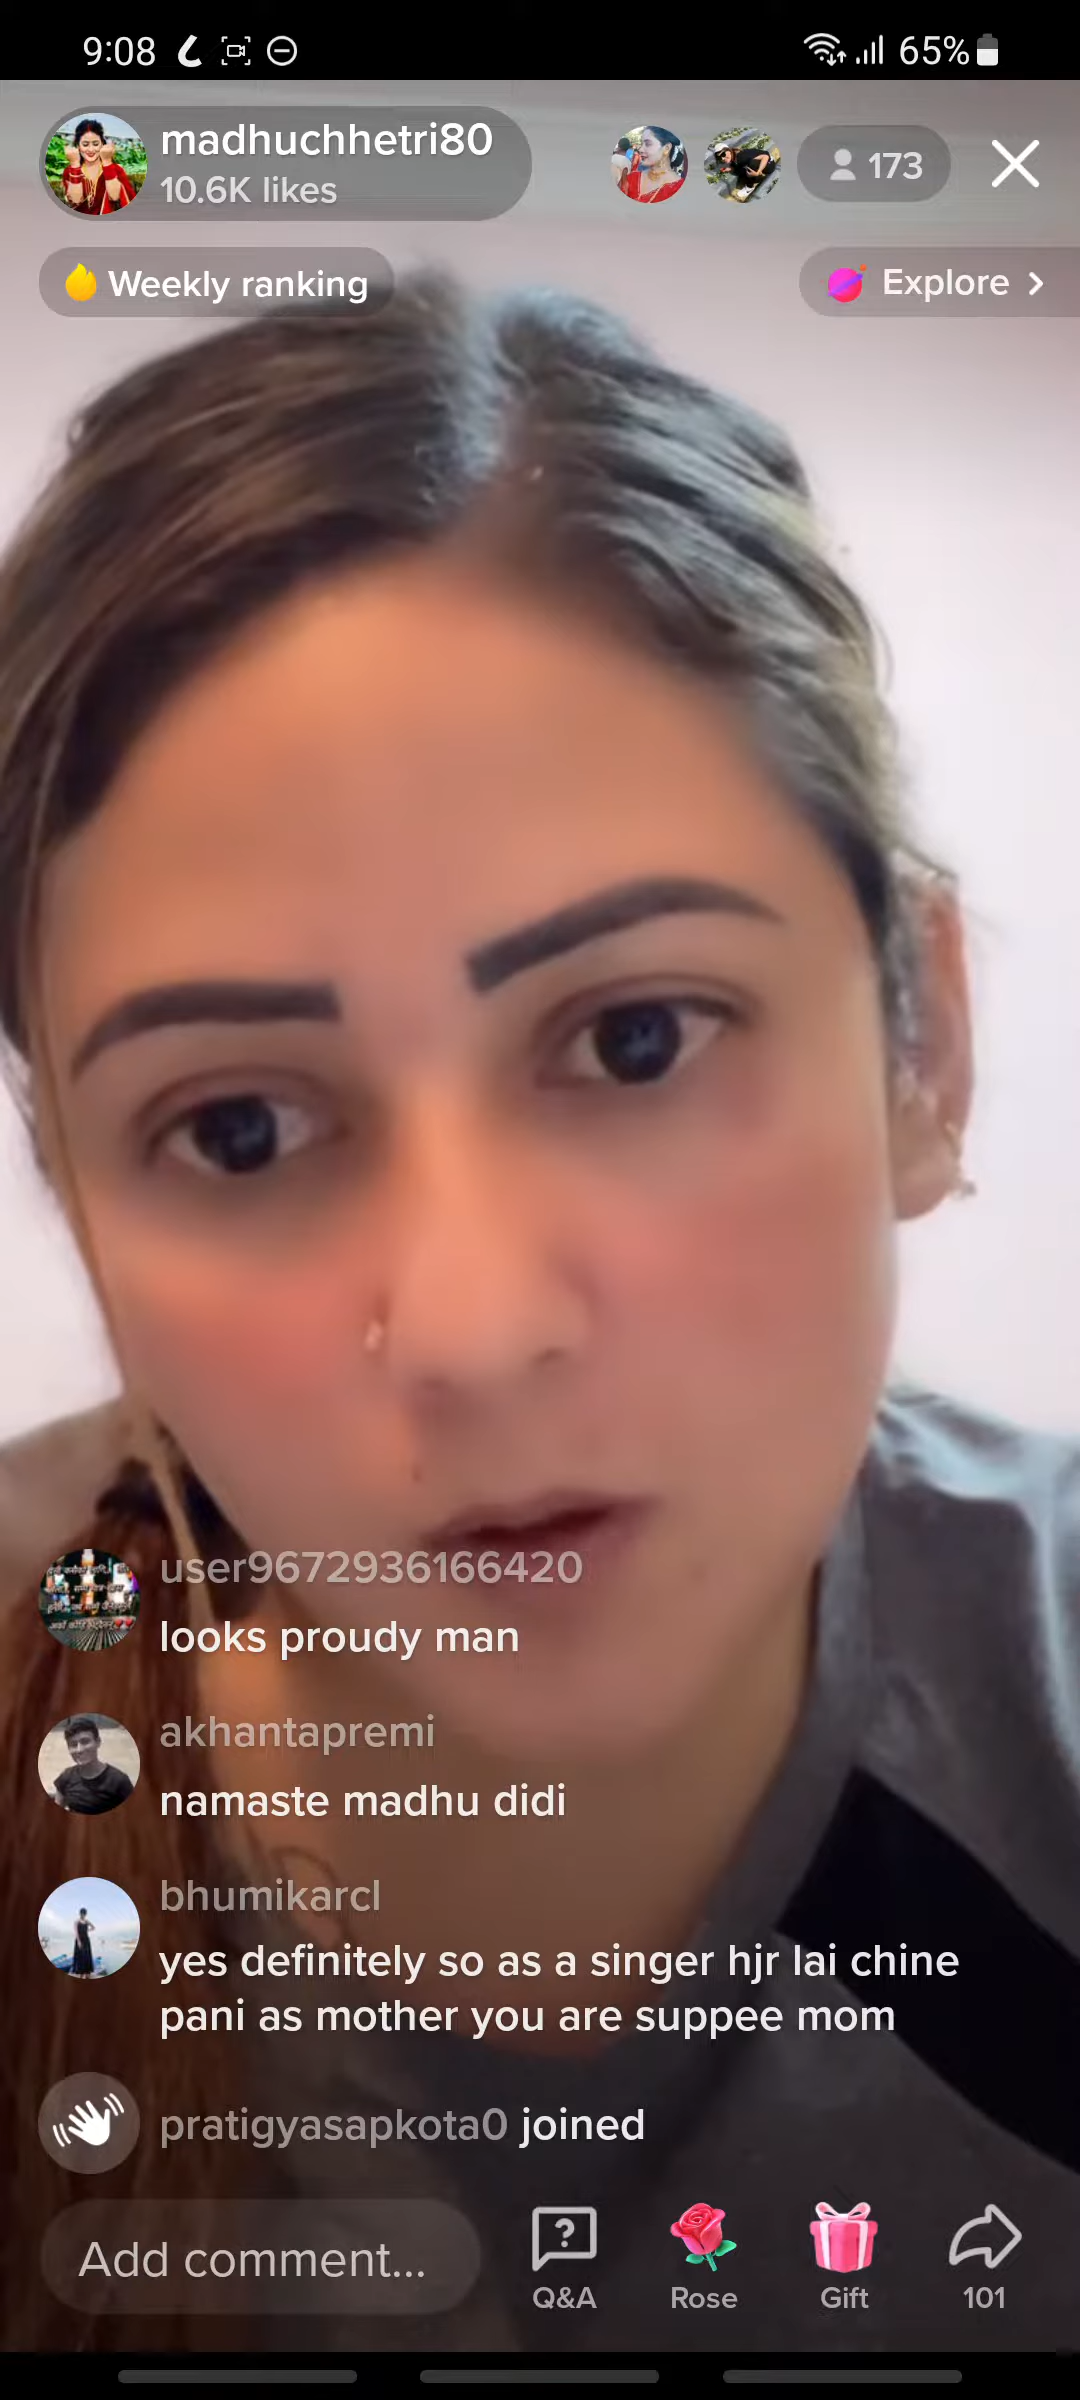 9:08
65%
madhuchhetri80
10.6K likes
173
Weekly ranking
Explore
user9672936166420
looks proudy man
akhantapremi
namaste madhu didi
bhumikarcl
yes definitely so as a singer hjr lai chine
pani as mother you are suppee mom
pratigyasapkota0 joined
Add comment...
Q&A
Rose
Gift
101